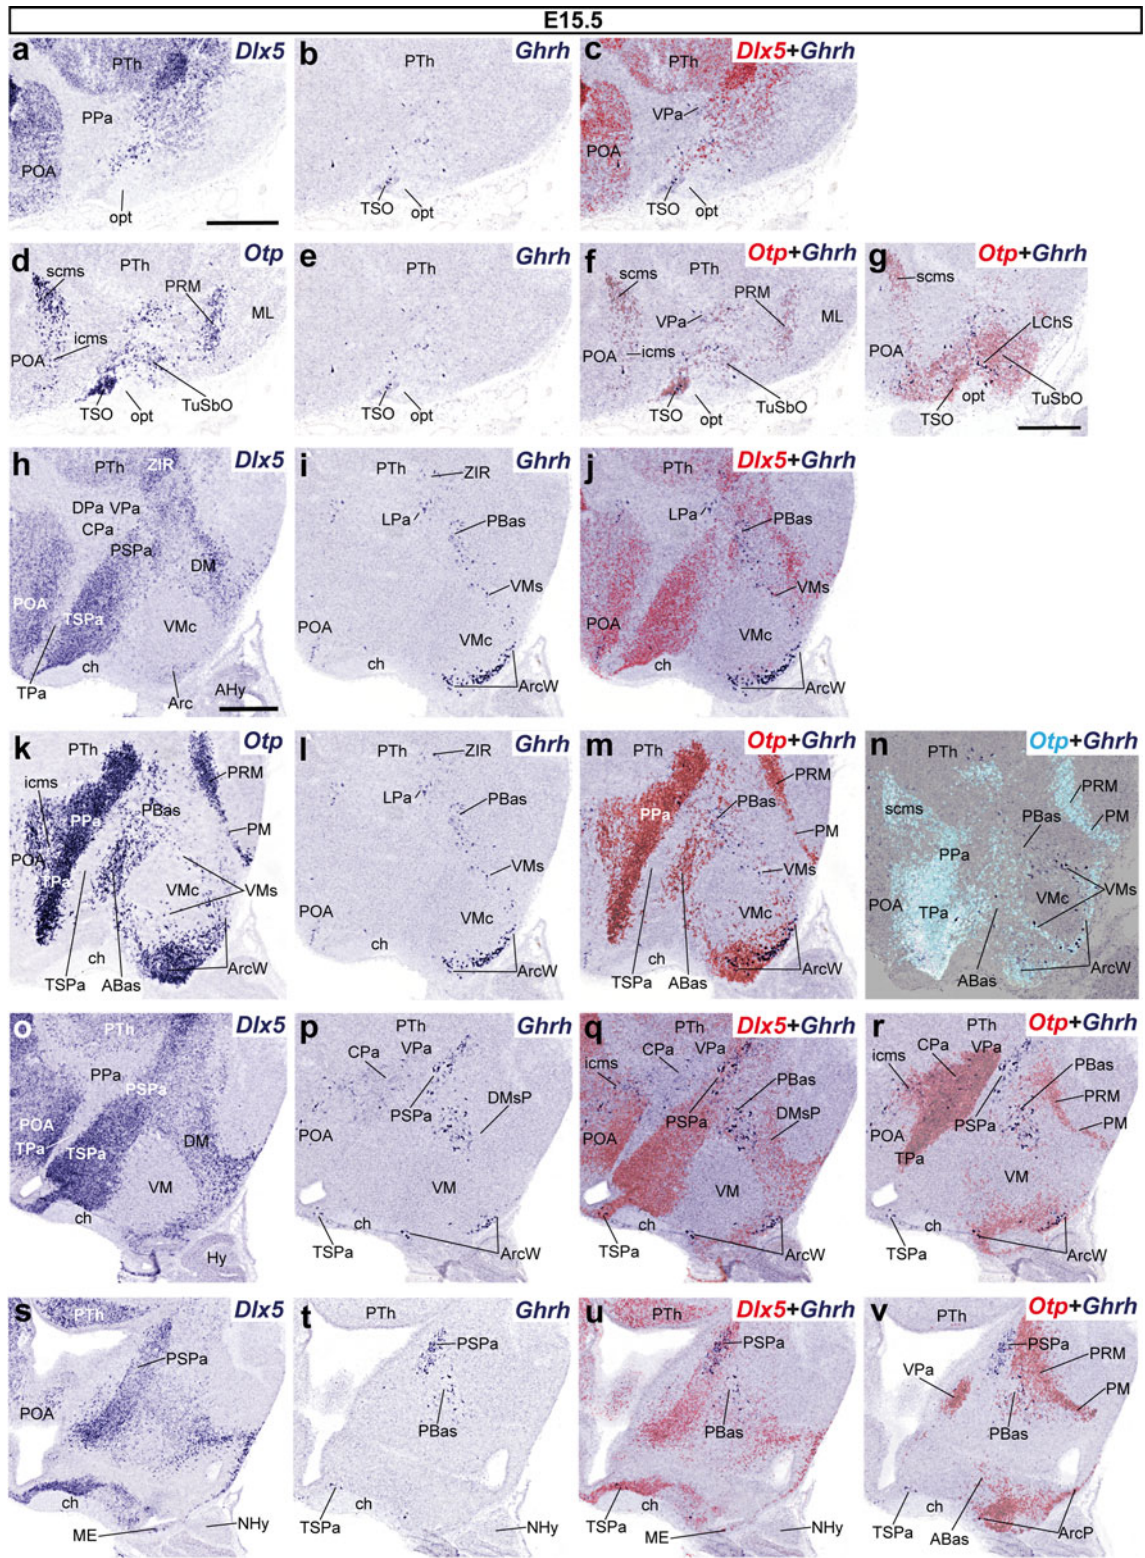 E15.5
a Dlx5
PTh
PPa
POA
opt
b Ghrh
PTh
TSO opt
c Dlx5+Ghrh
PTh
VPa
POA
TSO opt
d Otp
PTh
scms
PRM
ML
icms
POA
TSO opt TuSbO
e Ghrh
PTh
TSO opt
f Otp+Ghrh
PTh
scms
PRM
VPa
ML
POA icms
TSO opt TuSbO
g Otp+Ghrh
scms
LChS
POA
opt
TSO TuSbO
h Dlx5
PTh ZIR
DPa VPa
CPa
PSPa
DM
POA
TSPa
VMc
ch
TPa Arc AHy
i Ghrh
PTh ZIR
LPa
PBas
VMs
POA
VMc
ch
ArcW
j Dlx5+Ghrh
PTh
LPa
PBas
VMs
POA
VMc
ch
ArcW
k Otp
PTh
icms
PRM
PBas
PPa
PM
POA
TPa
VMc VMs
ch
TSPa ABas ArcW
l Ghrh
PTh ZIR
LPa
PBas
VMs
POA
VMc
ch
ArcW
m Otp+Ghrh
PTh
PRM
PBas
PPa
PM
VMs
VMc
ch
TSPa ABas ArcW
n Otp+Ghrh
PTh
scms
PRM
PM
PBas
PPa
VMc
VMs
POA TPa
ABas ArcW
o Dlx5
PTh
PPa
PSPa
POA
TPa TSPa
DM
VM
ch
Hy
p Ghrh
PTh
CPa VPa
PSPa
DMsP
POA
VM
ch
TSPa ArcW
q Dlx5+Ghrh
PTh
CPa VPa
icms
PBas
PSPa
DMsP
POA
VM
ch
TSPa ArcW
r Otp+Ghrh
PTh
CPa VPa
icms
PBas
PRM
PSPa
PM
POA
TPa
VM
ch
TSPa ArcW
s Dlx5
PTh
PSPa
POA
ch
ME NHy
t Ghrh
PTh
PSPa
PBas
TSPa
ch
NHy
u Dlx5+Ghrh
PTh
PSPa
PBas
TSPa
ch
ME NHy
v Otp+Ghrh
PTh
PSPa
VPa PRM
PM
PBas
ch
TSPa ABas ArcP